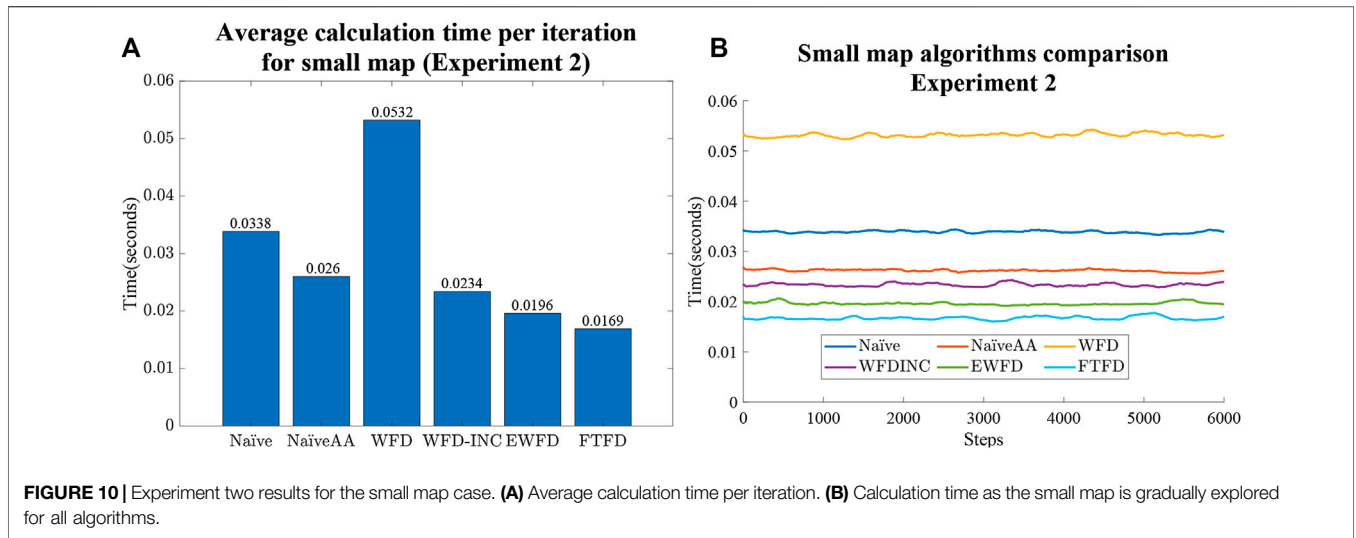 A
Average calculation time per iteration
for small map (Experiment 2)
0.06
0.05
0.04
0.03
0.02
0.01
0
Time(seconds)
0.0338
0.026
0.0532
0.0234
0.0196
0.0169
Naïve NaïveAA WFD WFD-INC EWFD FTFD
B
Small map algorithms comparison
Experiment 2
0.06
0.05
0.04
0.03
0.02
0.01
0
Time(seconds)
Naïve NaïveAA WFD
WFDINC EWFD FTFD
0 1000 2000 3000 4000 5000 6000
Steps
FIGURE 10 | Experiment two results for the small map case. (A) Average calculation time per iteration. (B) Calculation time as the small map is gradually explored
for all algorithms.